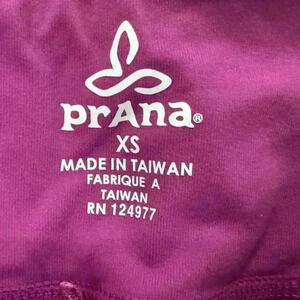 prAna®
XS
MADE IN TAIWAN
FABRIQUE A
TAIWAN
RN 124977